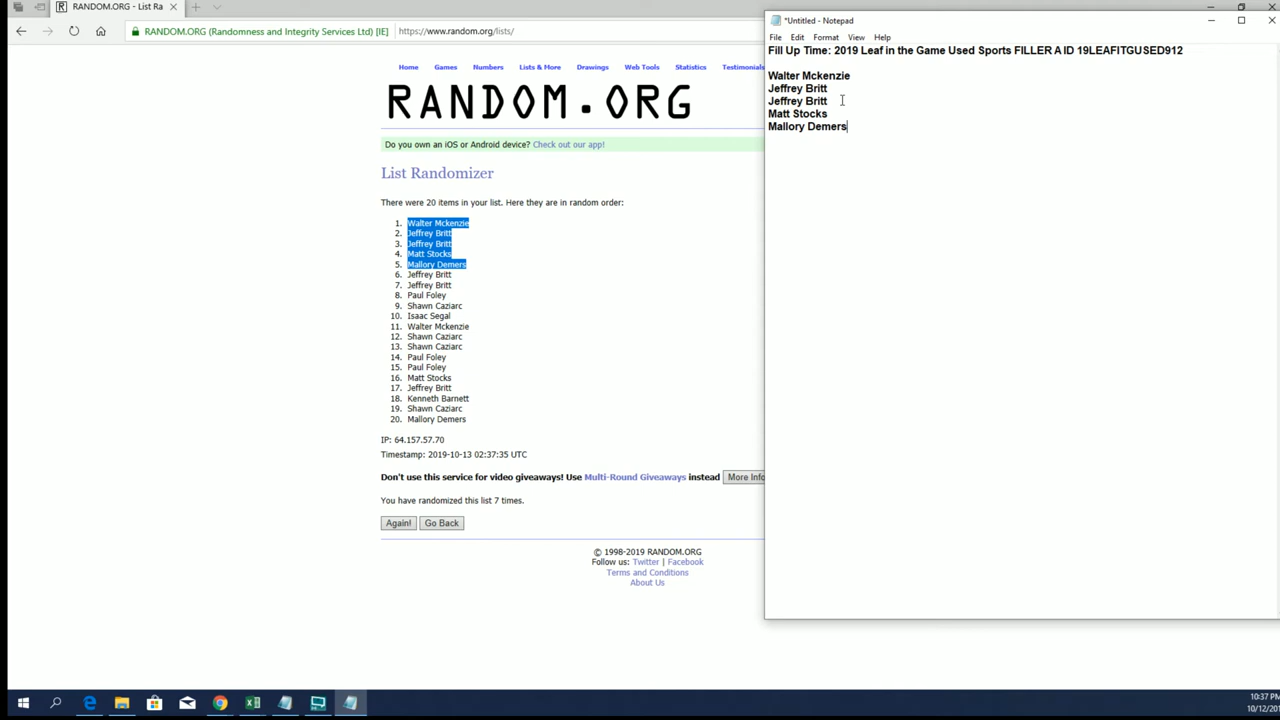 RANDOM.ORG - List Ra
RANDOM.ORG (Randomness and Integrity Services Ltd) [IE]
https://www.random.org/lists/
Home Games Numbers Lists & More Drawings Web Tools Statistics Testimonials
RANDOM.ORG
Do you own an iOS or Android device? Check out our app!
List Randomizer
There were 20 items in your list. Here they are in random order:
1. Walter Mckenzie
2. Jeffrey Britt
3. Jeffrey Britt
4. Matt Stocks
5. Mallory Demers
6. Jeffrey Britt
7. Jeffrey Britt
8. Paul Foley
9. Shawn Caziarc
10. Isaac Segal
11. Walter Mckenzie
12. Shawn Caziarc
13. Shawn Caziarc
14. Paul Foley
15. Paul Foley
16. Matt Stocks
17. Jeffrey Britt
18. Kenneth Barnett
19. Shawn Caziarc
20. Mallory Demers
IP: 64.157.57.70
Timestamp: 2019-10-13 02:37:35 UTC
Don't use this service for video giveaways! Use Multi-Round Giveaways instead More Info
You have randomized this list 7 times.
Again! Go Back
© 1998-2019 RANDOM.ORG
Follow us: Twitter | Facebook
Terms and Conditions
About Us
*Untitled - Notepad
File Edit Format View Help
Fill Up Time: 2019 Leaf in the Game Used Sports FILLER A ID 19LEAFITGUSED912
Walter Mckenzie
Jeffrey Britt
Jeffrey Britt
Matt Stocks
Mallory Demers
10:37 PM
10/12/201